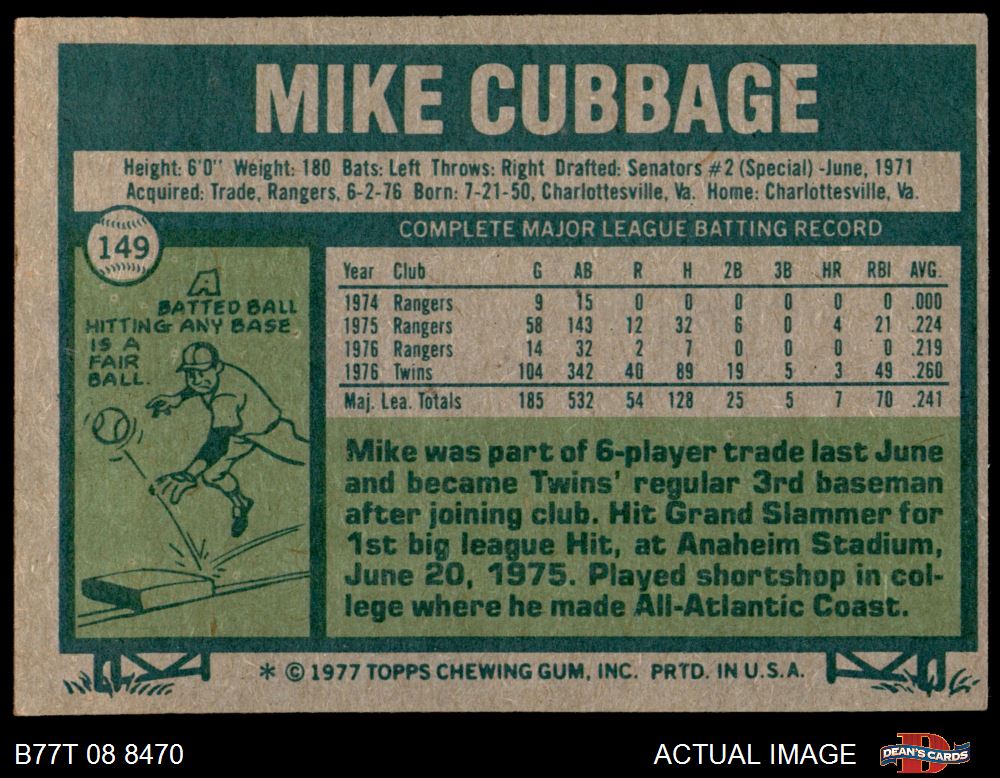 MIKE CUBBAGE
Height: 6'0" Weight: 180 Bats: Left Throws: Right Drafted: Senators #2 (Special) -June, 1971
Acquired: Trade, Rangers, 6-2-76 Born: 7-21-50, Charlottesville, Va. Home: Charlottesville, Va.
149
A
BATTED BALL
HITTING ANY BASE
IS A
FAIR
BALL.
COMPLETE MAJOR LEAGUE BATTING RECORD
Year Club G AB R H 2B 3B HR RBI AVG.
1974 Rangers 9 15 0 0 0 0 0 0 .000
1975 Rangers 58 143 12 32 6 0 4 21 .224
1976 Rangers 14 32 2 7 0 0 0 0 .219
1976 Twins 104 342 40 89 19 5 3 49 .260
Maj. Lea. Totals 185 532 54 128 25 5 7 70 .241
Mike was part of 6-player trade last June
and became Twins' regular 3rd baseman
after joining club. Hit Grand Slammer for
1st big league Hit, at Anaheim Stadium,
June 20, 1975. Played shortshop in col-
lege where he made All-Atlantic Coast.
* © 1977 TOPPS CHEWING GUM, INC. PRTD. IN U.S.A.
B77T 08 8470
ACTUAL IMAGE
D
DEAN'S CARDS